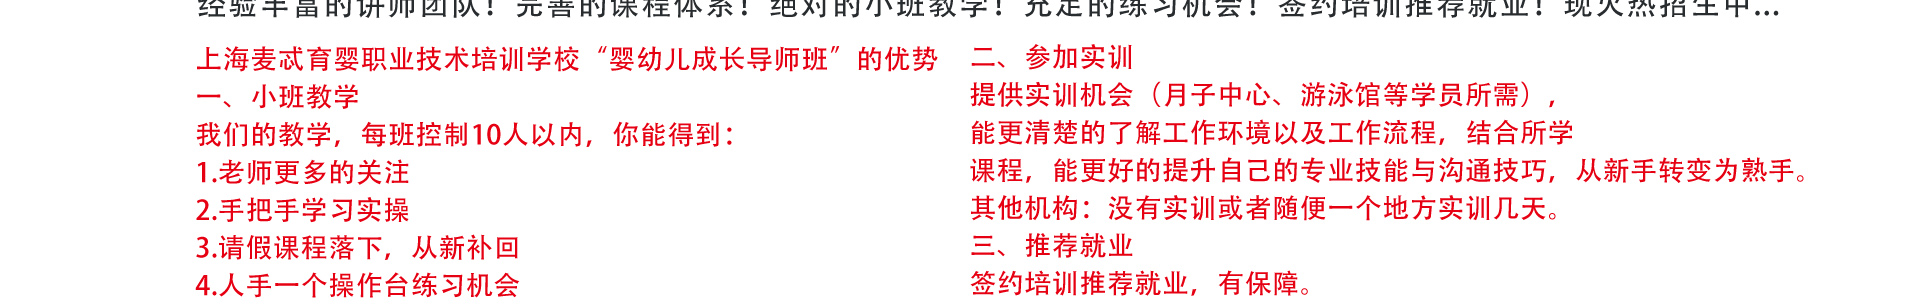 经验丰富的讲师团队！完善的课程体系！绝对的小班教学！充足的练习机会！签约培训推荐就业！现火热招生中...
上海麦忒育婴职业技术培训学校“婴幼儿成长导师班”的优势
一、小班教学
我们的教学，每班控制10人以内，你能得到：
1.老师更多的关注
2.手把手学习实操
3.请假课程落下，从新补回
4.人手一个操作台练习机会
二、参加实训
提供实训机会（月子中心、游泳馆等学员所需），
能更清楚的了解工作环境以及工作流程，结合所学
课程，能更好的提升自己的专业技能与沟通技巧，从新手转变为熟手。
其他机构：没有实训或者随便一个地方实训几天。
三、推荐就业
签约培训推荐就业，有保障。